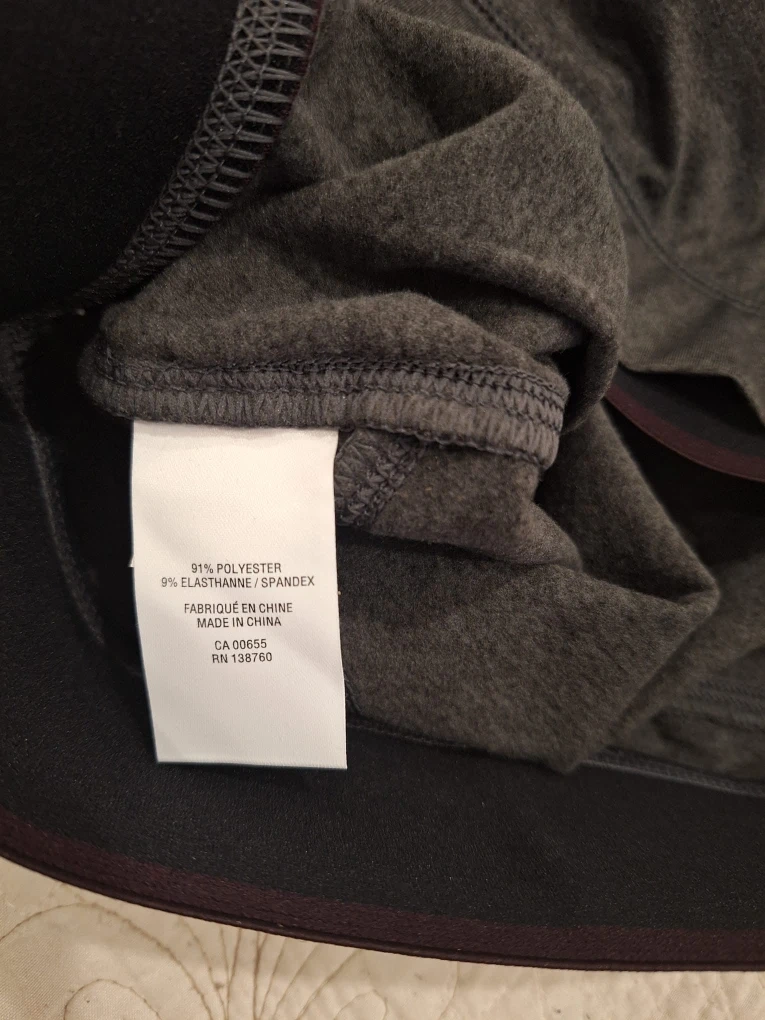 91% POLYESTER
9% ELASTHANNE / SPANDEX
FABRIQUÉ EN CHINE
MADE IN CHINA
CA 00655
RN 138760